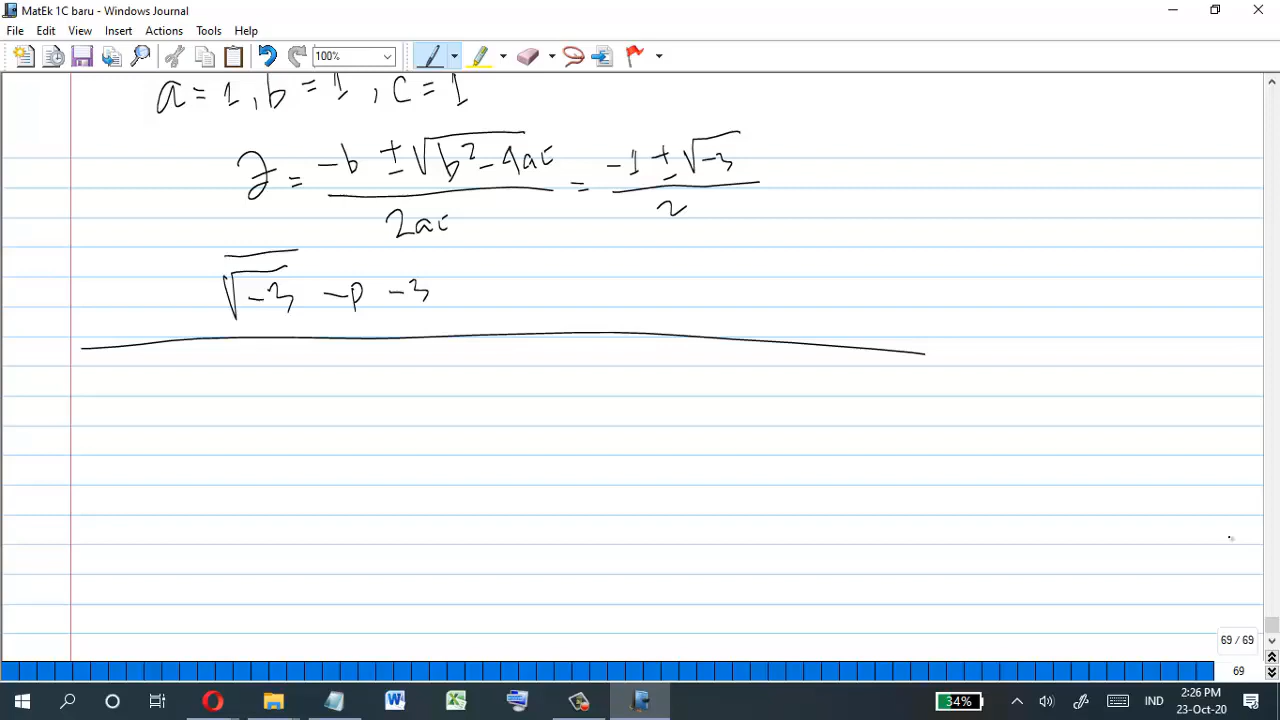 MatEk 1C baru - Windows Journal
File Edit View Insert Actions Tools Help
100%
a = 1, b = 1, c = 1
z = (-b ± √(b² - 4ac))/(2ac) = (-1 ± √-3)/2
√-3 -p -3
69 / 69
69
34% IND 2:26 PM
23-Oct-20